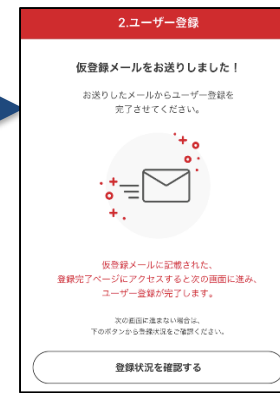 2.ユーザー登録
仮登録メールをお送りしました！
お送りしたメールからユーザー登録を
完了させてください。
仮登録メールに記載された、
登録完了ページにアクセスすると次の画面に進み、
ユーザー登録が完了します。
次の画面に進まない場合は、
下のボタンから登録状況をご確認ください。
登録状況を確認する